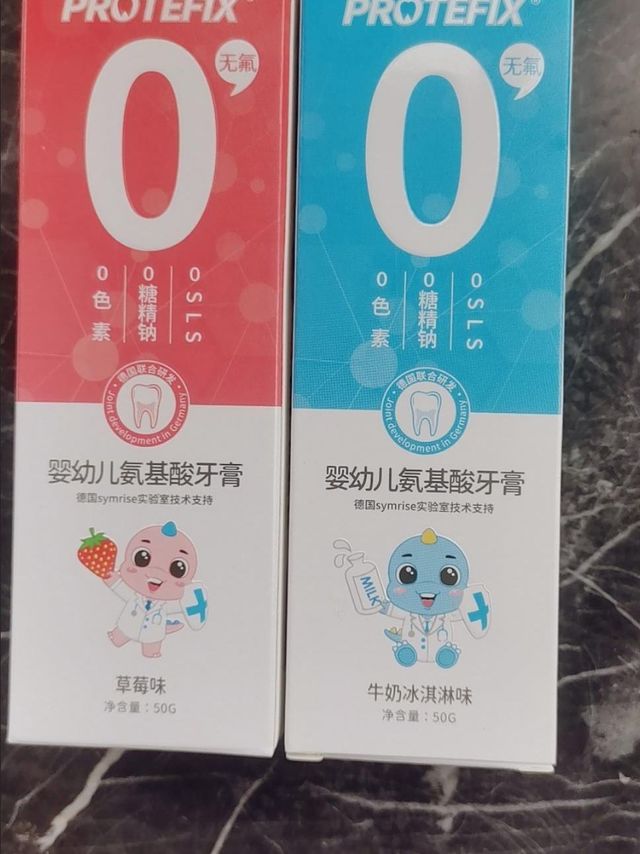 PROTEFIX®
0
无氟
0色素
0糖精钠
0SLS
·德国联合研发·
Joint development in Germany
婴幼儿氨基酸牙膏
德国symrise实验室技术支持
草莓味
净含量：50G
PROTEFIX®
0
无氟
0色素
0糖精钠
0SLS
·德国联合研发·
Joint development in Germany
婴幼儿氨基酸牙膏
德国symrise实验室技术支持
MILK
牛奶冰淇淋味
净含量：50G